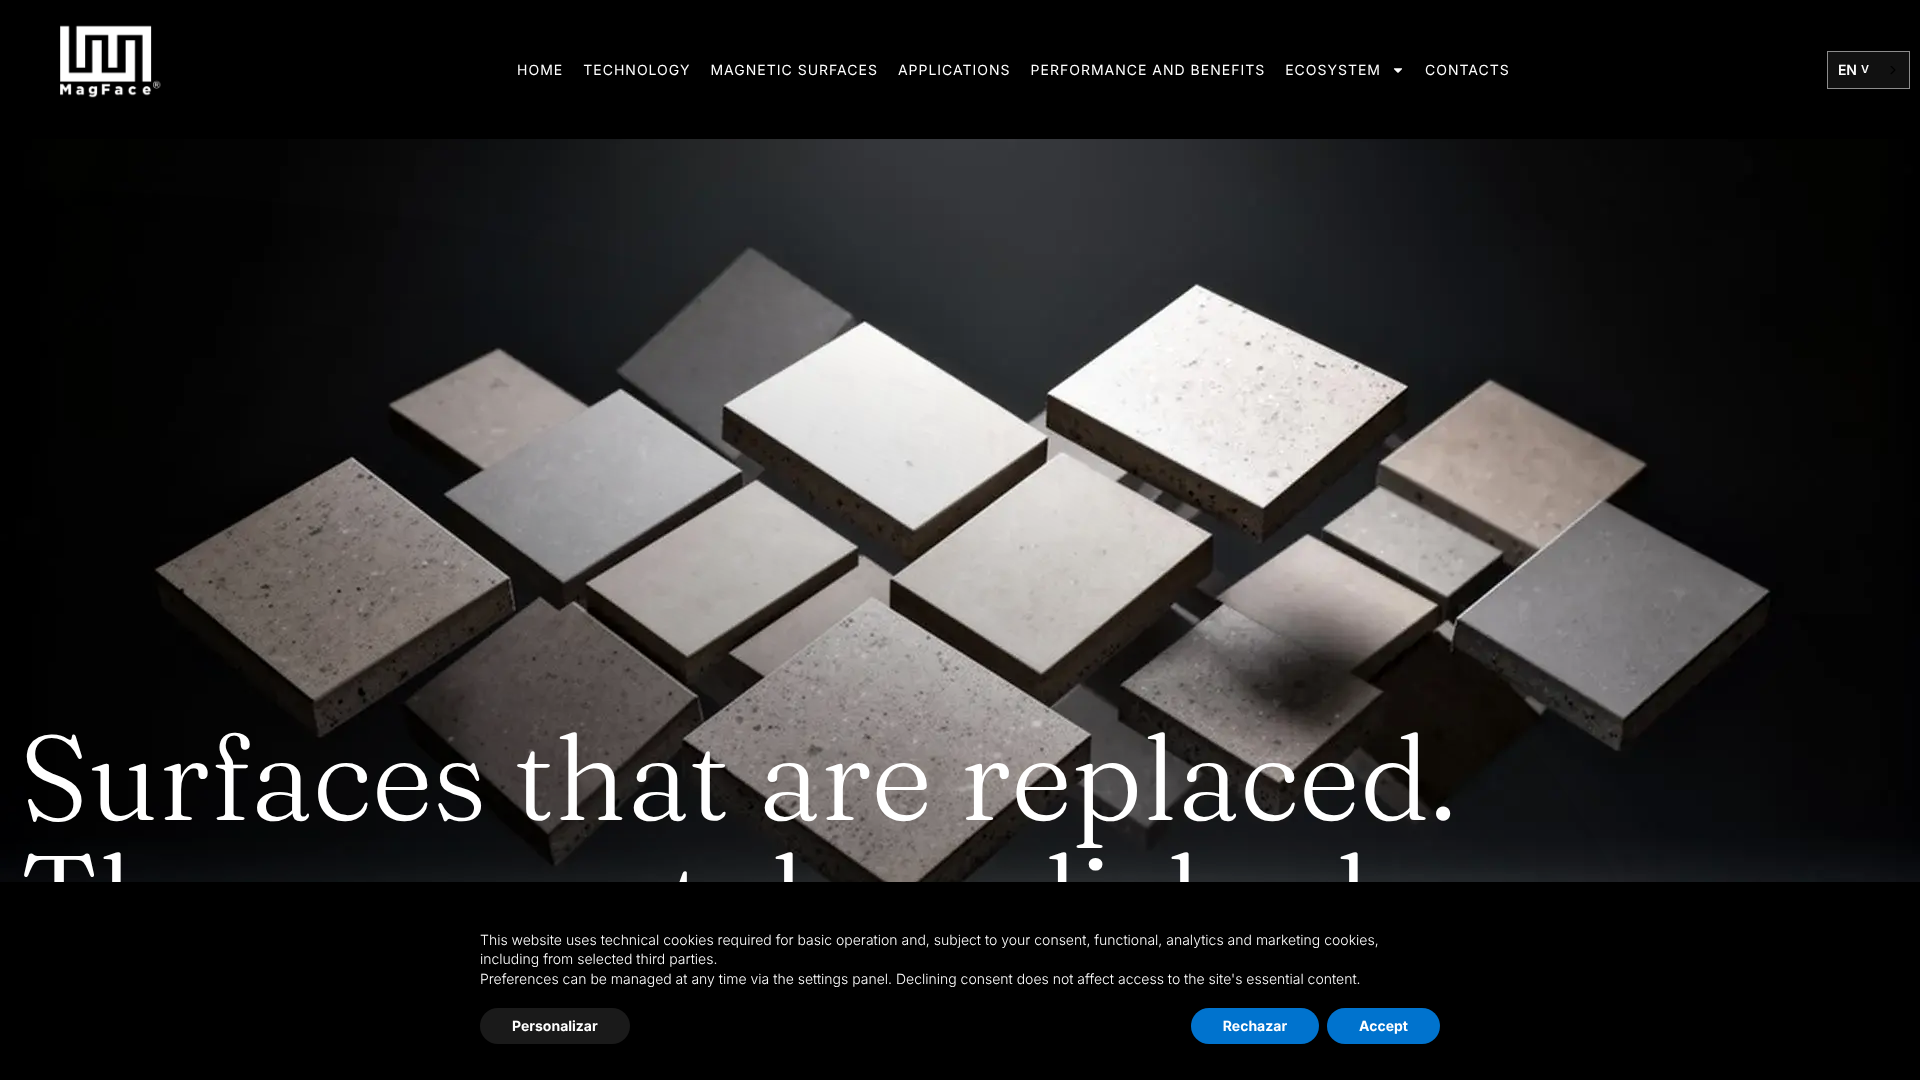 MagFace®
HOME TECHNOLOGY MAGNETIC SURFACES APPLICATIONS PERFORMANCE AND BENEFITS ECOSYSTEM CONTACTS
EN V
Surfaces that are replaced.
This website uses technical cookies required for basic operation and, subject to your consent, functional, analytics and marketing cookies,
including from selected third parties.
Preferences can be managed at any time via the settings panel. Declining consent does not affect access to the site's essential content.
Personalizar Rechazar Accept